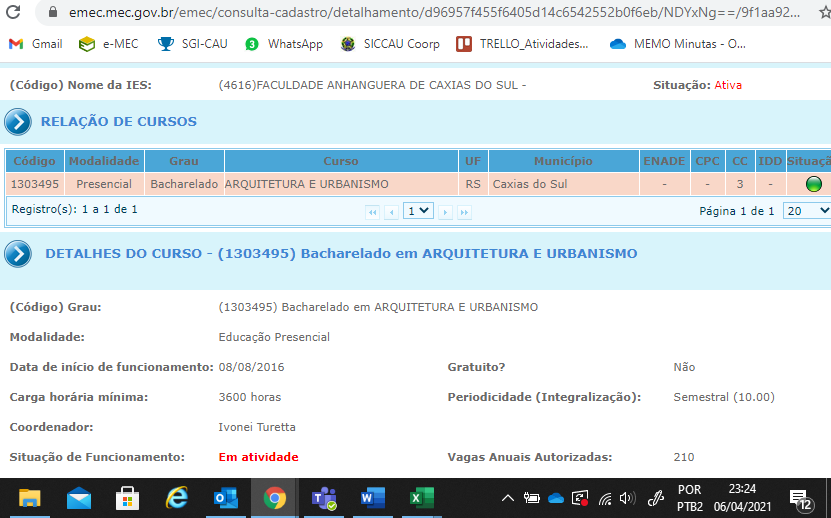 emec.mec.gov.br/emec/consulta-cadastro/detalhamento/d96957f455f6405d14c6542552b0f6eb/NDYxNg==/9f1aa92...
Gmail e-MEC SGI-CAU WhatsApp SICCAU Coorp TRELLO_Atividades... MEMO Minutas - O...
(Código) Nome da IES: (4616)FACULDADE ANHANGUERA DE CAXIAS DO SUL - Situação: Ativa
RELAÇÃO DE CURSOS
Código Modalidade Grau Curso UF Município ENADE CPC CC IDD Situaçã
1303495 Presencial Bacharelado ARQUITETURA E URBANISMO RS Caxias do Sul - - 3 -
Registro(s): 1 a 1 de 1 1 Página 1 de 1 20
DETALHES DO CURSO - (1303495) Bacharelado em ARQUITETURA E URBANISMO
(Código) Grau: (1303495) Bacharelado em ARQUITETURA E URBANISMO
Modalidade: Educação Presencial
Data de início de funcionamento: 08/08/2016 Gratuito? Não
Carga horária mínima: 3600 horas Periodicidade (Integralização): Semestral (10.00)
Coordenador: Ivonei Turetta
Situação de Funcionamento: Em atividade Vagas Anuais Autorizadas: 210
POR 23:24
PTB2 06/04/2021 12